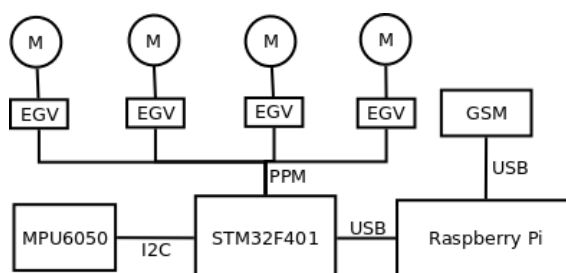 M M M M
EGV EGV EGV EGV GSM
PPM USB
MPU6050 I2C STM32F401 USB Raspberry Pi